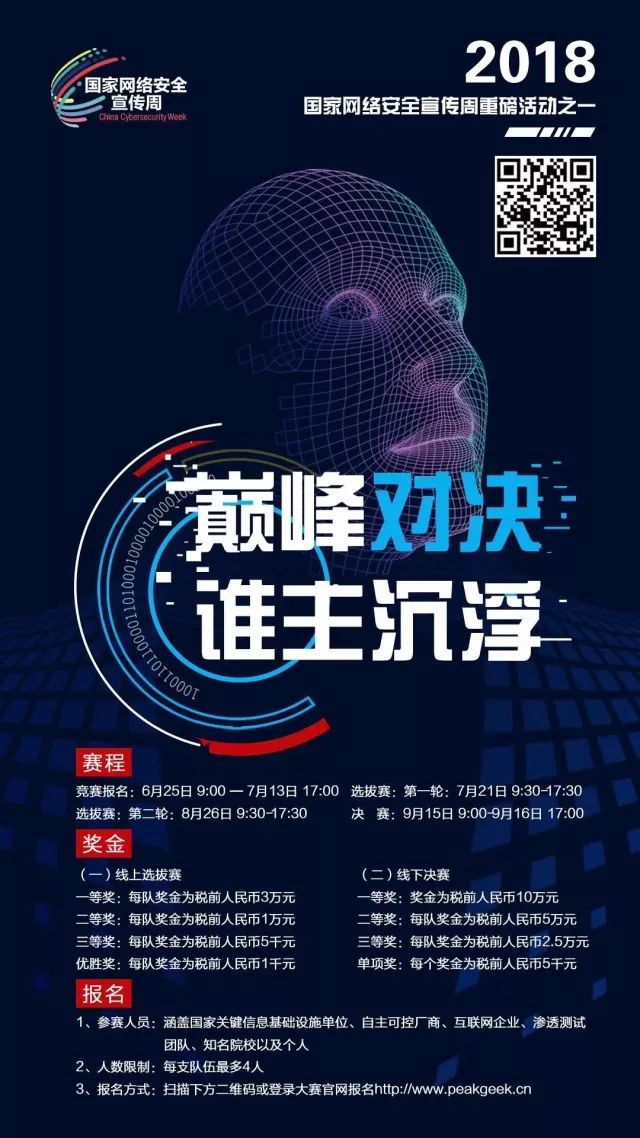 国家网络安全
宣传周
China Cybersecurity Week
2018
国家网络安全宣传周重磅活动之一
巅峰对决
谁主沉浮
赛程
竞赛报名：6月25日 9:00 — 7月13日 17:00 选拔赛：第一轮：7月21日 9:30-17:30
选拔赛：第二轮：8月26日 9:30-17:30 决 赛：9月15日 9:00-9月16日 17:00
奖金
（一）线上选拔赛
一等奖：每队奖金为税前人民币3万元
二等奖：每队奖金为税前人民币1万元
三等奖：每队奖金为税前人民币5千元
优胜奖：每队奖金为税前人民币1千元
（二）线下决赛
一等奖：奖金为税前人民币10万元
二等奖：每队奖金为税前人民币5万元
三等奖：每队奖金为税前人民币2.5万元
单项奖：每个奖金为税前人民币5千元
报名
1、参赛人员：涵盖国家关键信息基础设施单位、自主可控厂商、互联网企业、渗透测试
团队、知名院校以及个人
2、人数限制：每支队伍最多4人
3、报名方式：扫描下方二维码或登录大赛官网报名http://www.peakgeek.cn